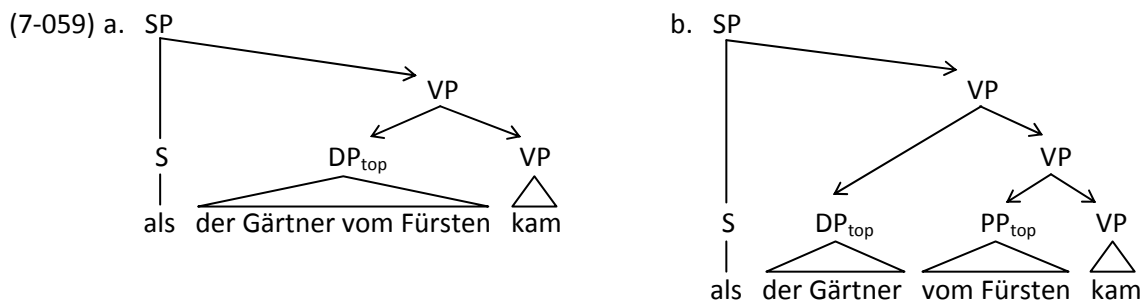 (7-059) a. SP b. SP
VP VP
S DPtop VP VP
als der Gärtner vom Fürsten kam S DPtop PPtop VP
als der Gärtner vom Fürsten kam